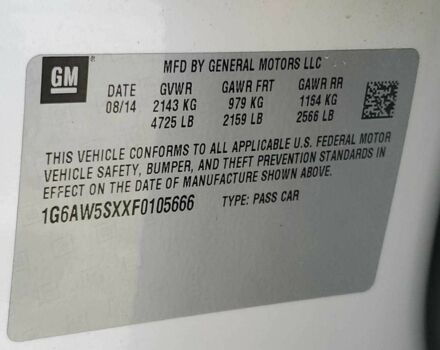 GM
MFD BY GENERAL MOTORS LLC
DATE GVWR GAWR FRT GAWR RR
08/14 2143 KG 979 KG 1164 KG
4725 LB 2159 LB 2566 LB
THIS VEHICLE CONFORMS TO ALL APPLICABLE U.S. FEDERAL MOTOR
VEHICLE SAFETY, BUMPER, AND THEFT PREVENTION STANDARDS IN
EFFECT ON THE DATE OF MANUFACTURE SHOWN ABOVE.
1G6AW5SXXF0105666 TYPE: PASS CAR